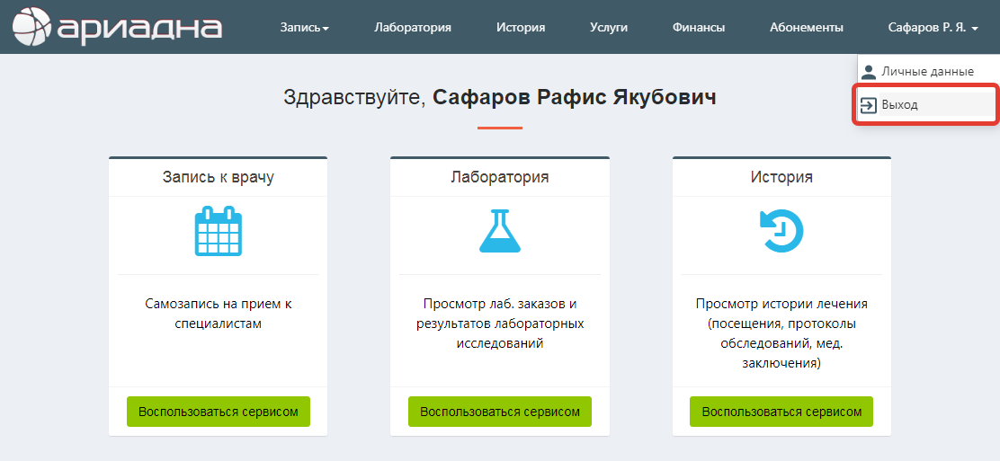 ариадна
Запись
Лаборатория
История
Услуги
Финансы
Абонементы
Сафаров Р. Я.
Личные данные
Выход
Здравствуйте, Сафаров Рафис Якубович
Запись к врачу
Самозапись на прием к
специалистам
Воспользоваться сервисом
Лаборатория
Просмотр лаб. заказов и
результатов лабораторных
исследований
Воспользоваться сервисом
История
Просмотр истории лечения
(посещения, протоколы
обследований, мед.
заключения)
Воспользоваться сервисом